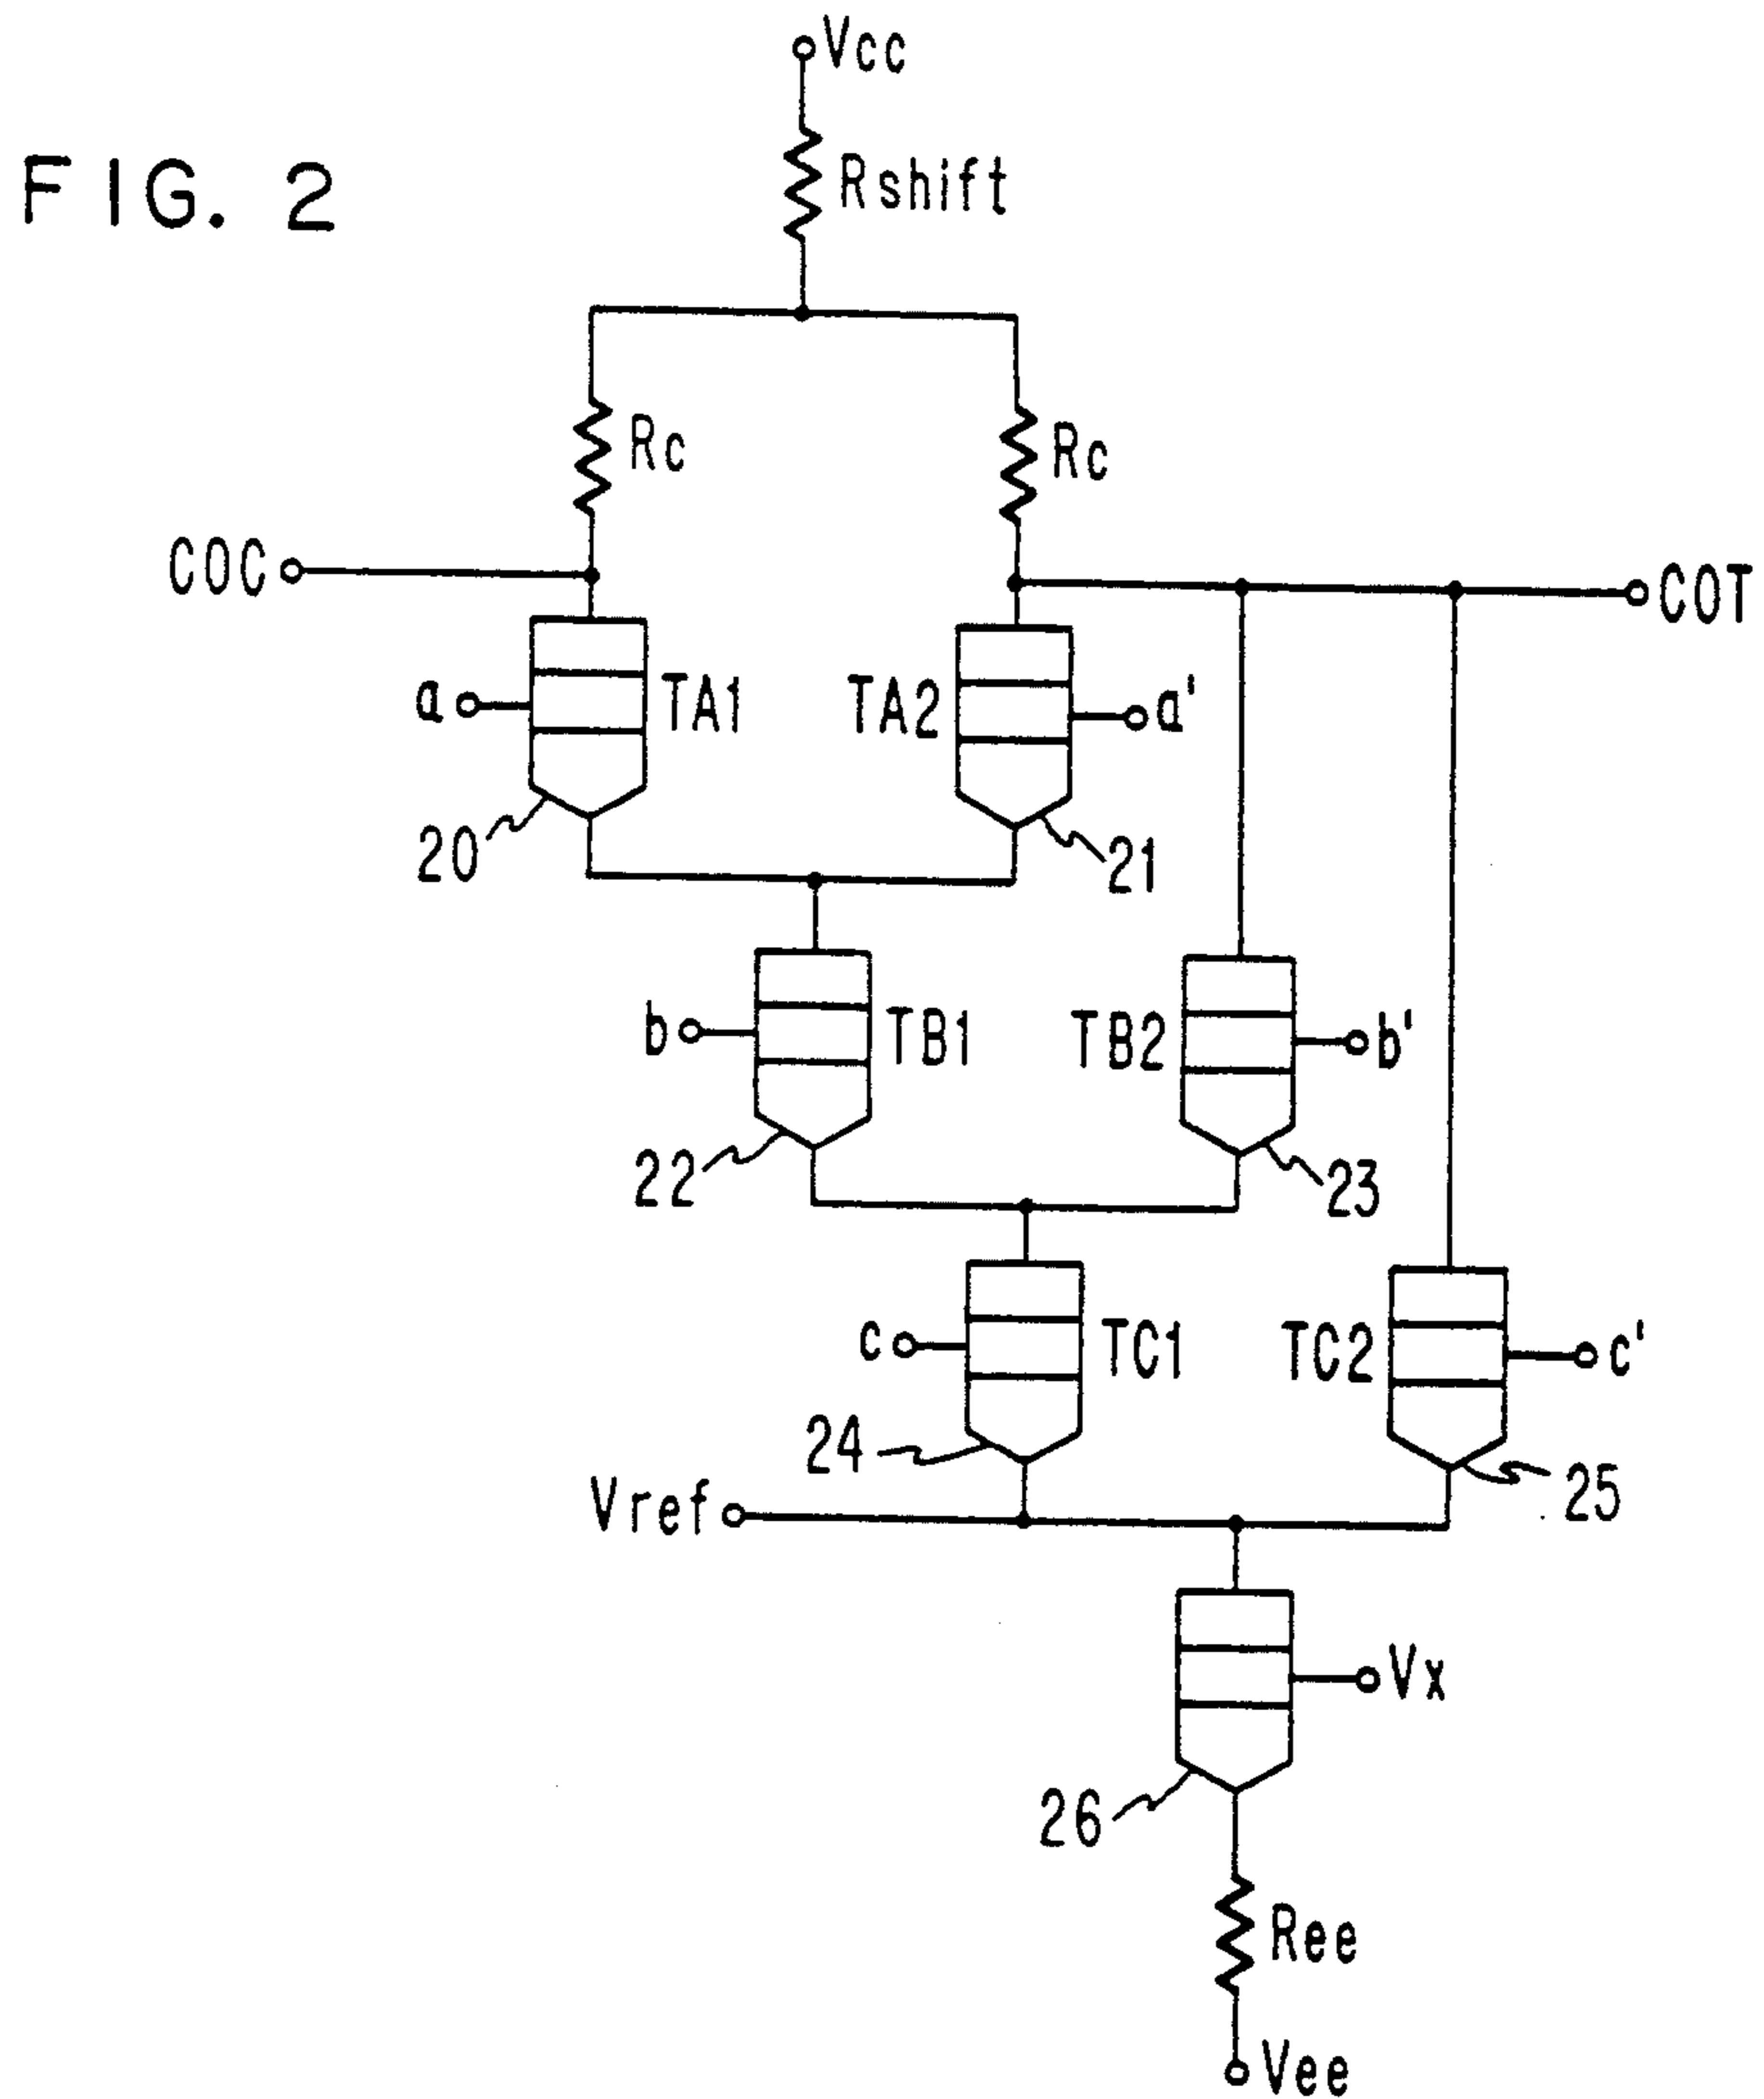 Vcc
FIG. 2
Rshift
Rc
Rc
COC
COT
a
TA1
TA2
a'
20
21
b
TB1
TB2
b'
22
23
c
TC1
TC2
c'
24
25
Vref
Vx
26
Ree
Vee